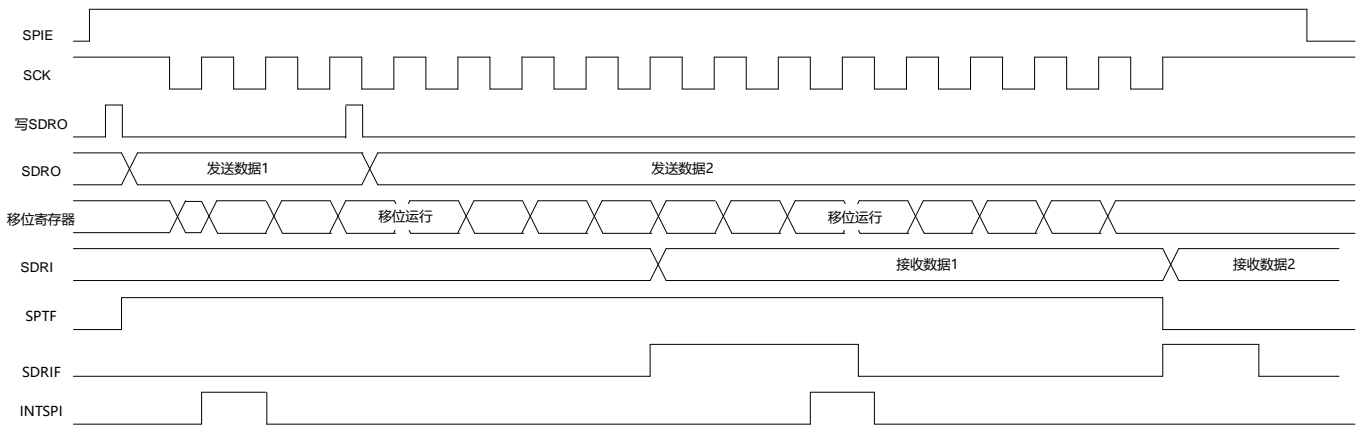 SPIE
SCK
写SDRO
SDRO 发送数据1 发送数据2
移位寄存器 移位运行 移位运行
SDRI 接收数据1 接收数据2
SPTF
SDRIF
INTSPI